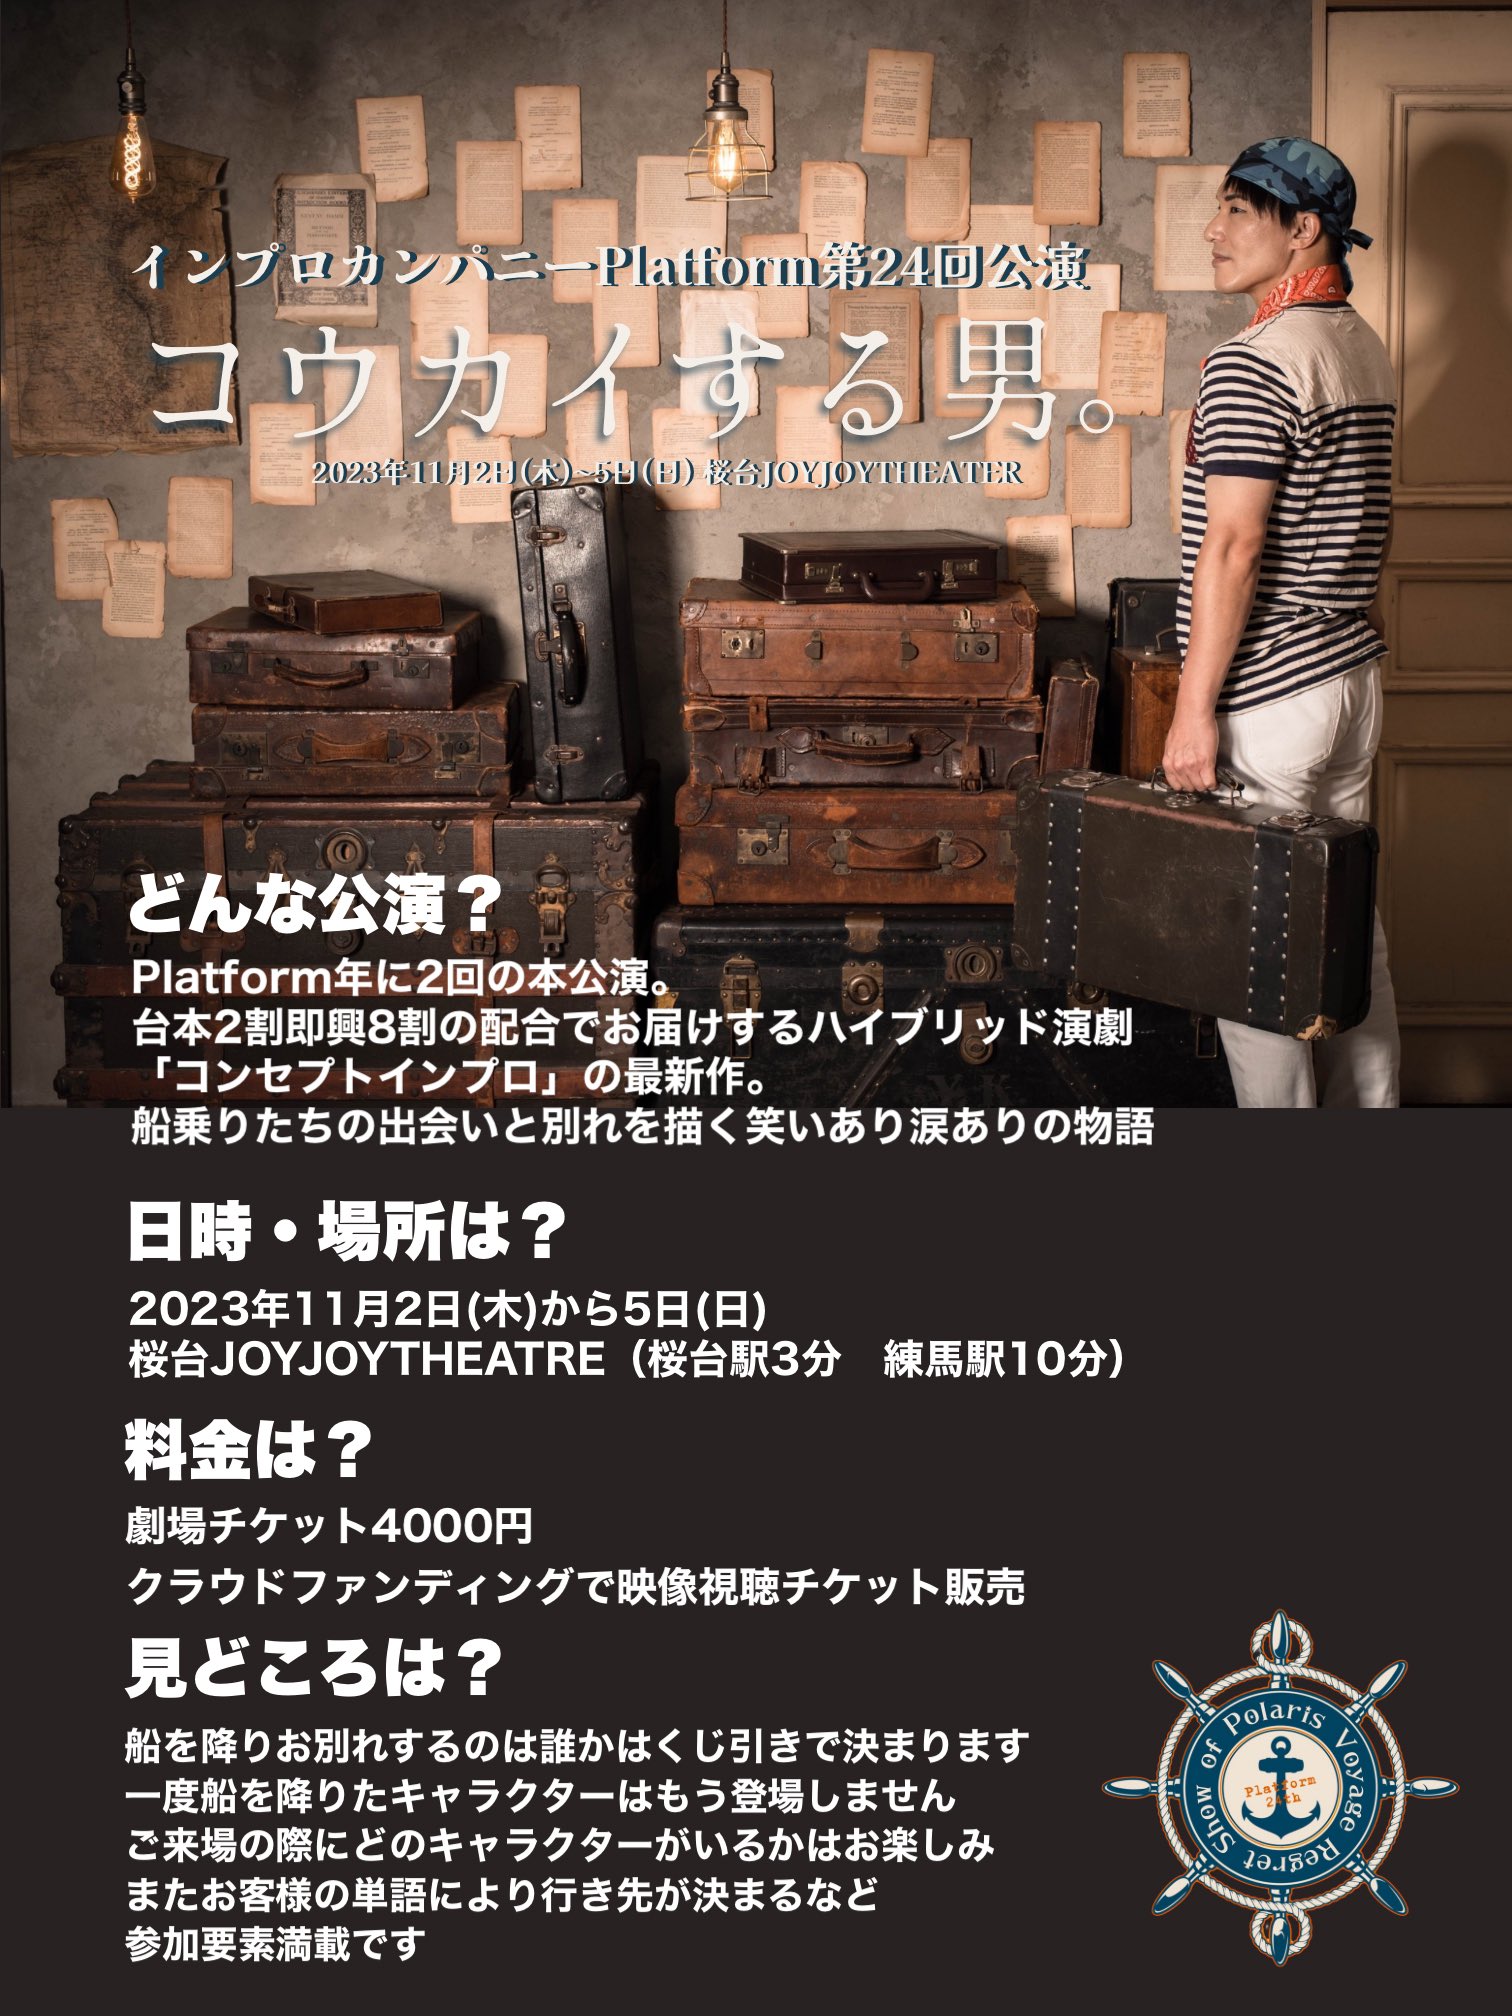 インプロカンパニーPlatform第24回公演
コウカイする男。
2023年11月2日(木)~5日(日) 桜台JOYJOYTHEATER
どんな公演？
Platform年に2回の本公演。
台本2割即興8割の配合でお届けするハイブリッド演劇
「コンセプトインプロ」の最新作。
船乗りたちの出会いと別れを描く笑いあり涙ありの物語
日時・場所は？
2023年11月2日(木)から5日(日)
桜台JOYJOYTHEATRE（桜台駅3分　練馬駅10分）
料金は？
劇場チケット4000円
クラウドファンディングで映像視聴チケット販売
見どころは？
船を降りお別れするのは誰かはくじ引きで決まります
一度船を降りたキャラクターはもう登場しません
ご来場の際にどのキャラクターがいるかはお楽しみ
またお客様の単語により行き先が決まるなど
参加要素満載です
Show of Polaris Voyage Regret
Platform
24th